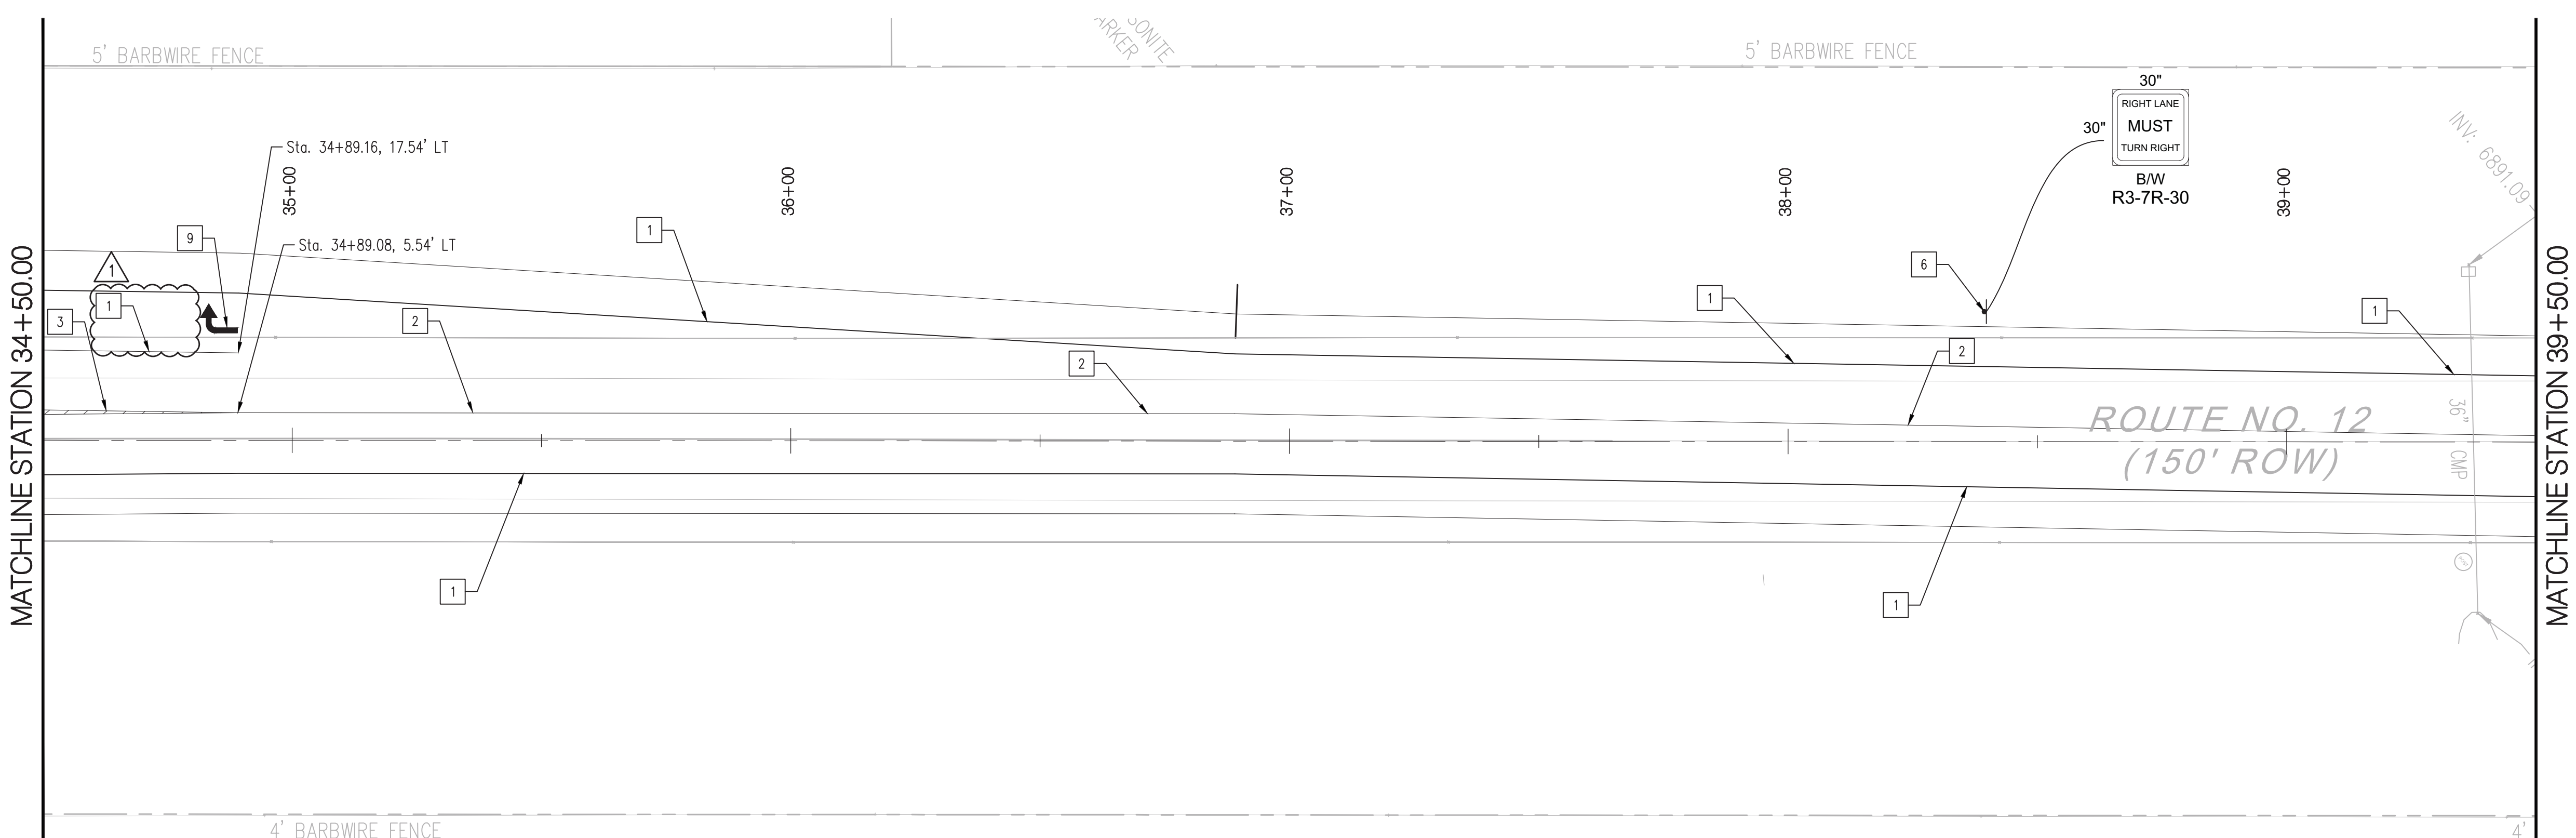 SONITE
ARKER
5' BARBWIRE FENCE
5' BARBWIRE FENCE
30"
RIGHT LANE
30"
MUST
TURN RIGHT
B/W
R3-7R-30
INV: 6891.09
Sta. 34+89.16, 17.54' LT
35+00
36+00
37+00
38+00
39+00
9
Sta. 34+89.08, 5.54' LT
1
1
6
1
1
1
3
2
2
2
MATCHLINE STATION 34+50.00
MATCHLINE STATION 39+50.00
ROUTE NO. 12
(150' ROW)
36" CMP
1
1
4' BARBWIRE FENCE
4'